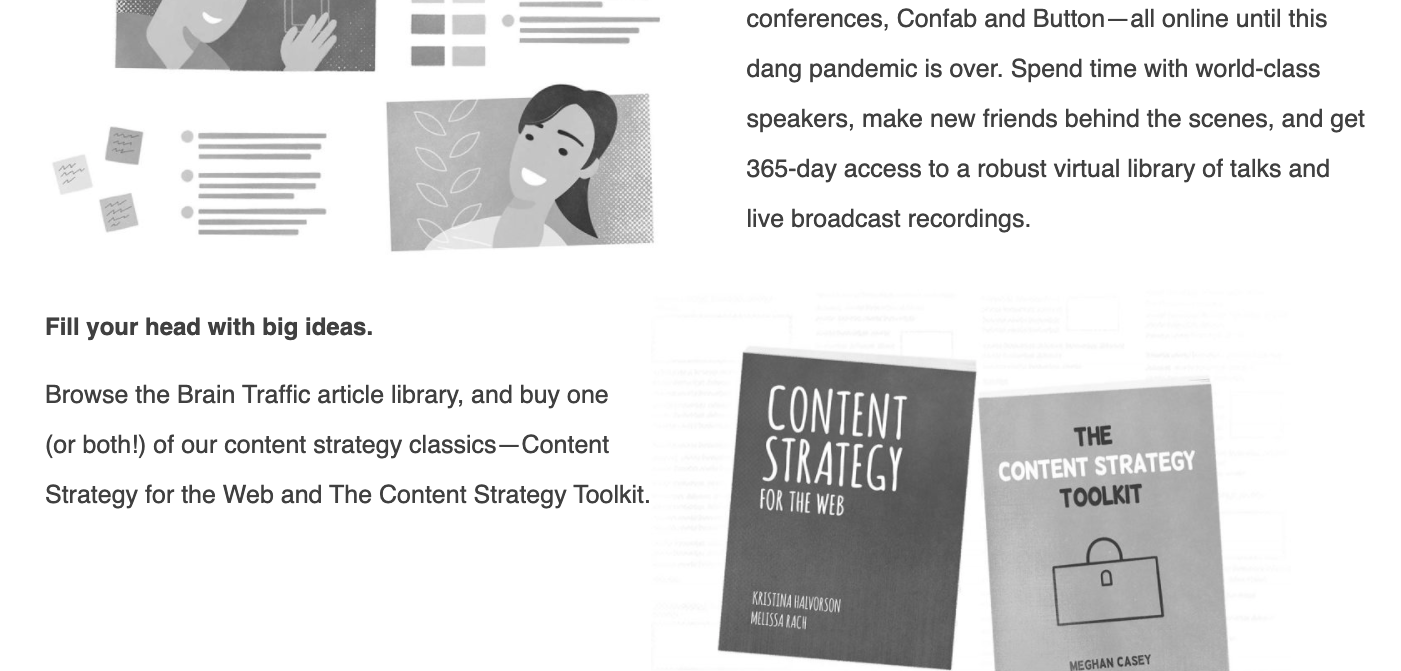 conferences, Confab and Button—all online until this
dang pandemic is over. Spend time with world-class
speakers, make new friends behind the scenes, and get
365-day access to a robust virtual library of talks and
live broadcast recordings.
Fill your head with big ideas.
Browse the Brain Traffic article library, and buy one
(or both!) of our content strategy classics—Content
Strategy for the Web and The Content Strategy Toolkit.
CONTENT
STRATEGY
FOR THE WEB
KRISTINA HALVORSON
MELISSA RACH
THE
CONTENT STRATEGY
TOOLKIT
MEGHAN CASEY